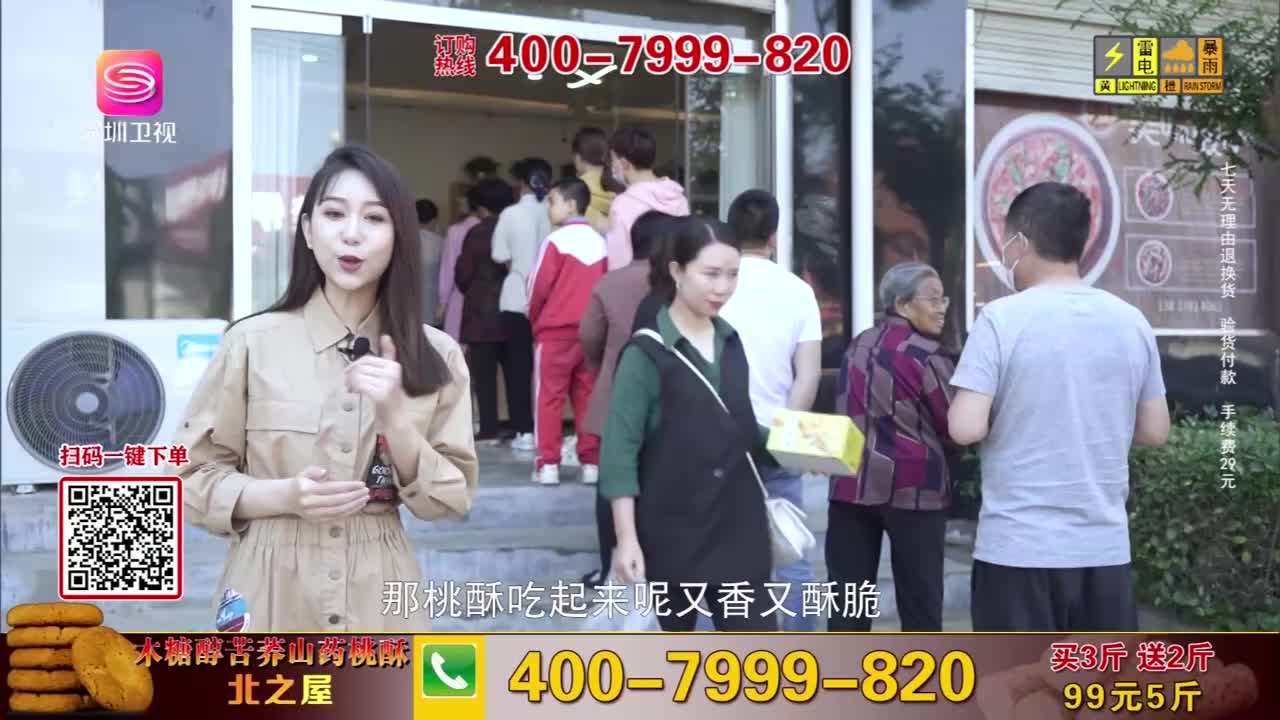 订购热线 400-7999-820
雷电 暴雨
黄 LIGHTNING 橙 RAIN STORM
深圳卫视
七天无理由退换货 验货付款 手续费29元
扫码一键下单
那桃酥吃起来呢又香又酥脆
木糖醇苦荞山药桃酥
北之屋
400-7999-820
买3斤 送2斤
99元5斤